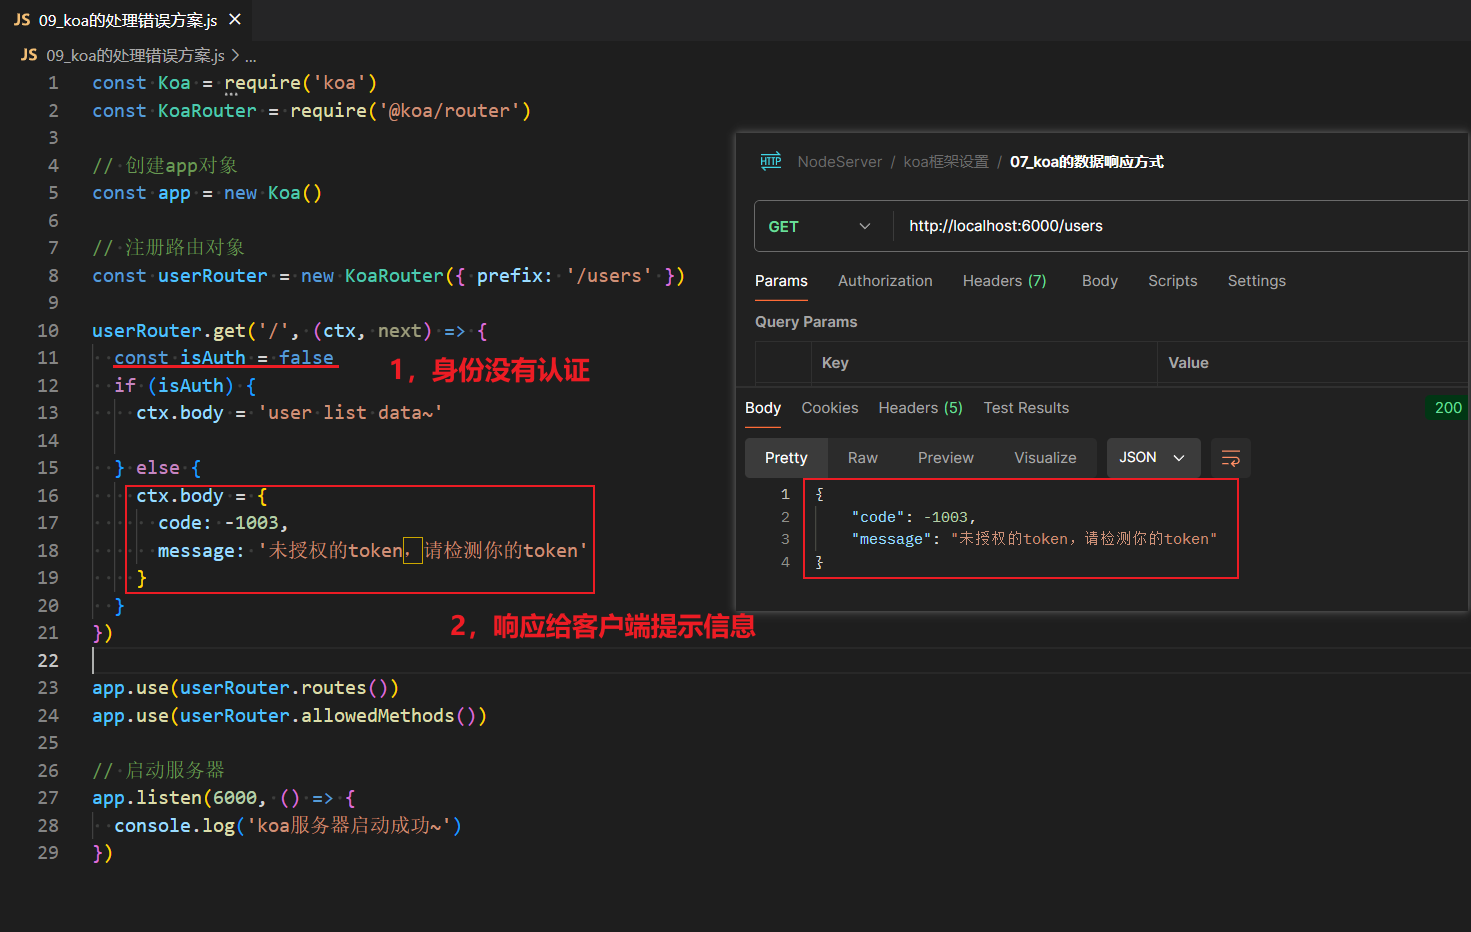 JS 09_koa的处理错误方案.js ×
JS 09_koa的处理错误方案.js > ...
1 const Koa = require('koa')
2 const KoaRouter = require('@koa/router')
3
4 // 创建app对象
5 const app = new Koa()
6
7 // 注册路由对象
8 const userRouter = new KoaRouter({ prefix: '/users' })
9
10 userRouter.get('/', (ctx, next) => {
11 const isAuth = false
1，身份没有认证
12 if (isAuth) {
13 ctx.body = 'user list data~'
14
15 } else {
16 ctx.body = {
17 code: -1003,
18 message: '未授权的token，请检测你的token'
19 }
20 }
2，响应给客户端提示信息
21 })
22
23 app.use(userRouter.routes())
24 app.use(userRouter.allowedMethods())
25
26 // 启动服务器
27 app.listen(6000, () => {
28 console.log('koa服务器启动成功~')
29 })
HTTP NodeServer / koa框架设置 / 07_koa的数据响应方式
GET http://localhost:6000/users
Params Authorization Headers (7) Body Scripts Settings
Query Params
Key Value
Body Cookies Headers (5) Test Results 200
Pretty Raw Preview Visualize JSON
1 {
2 "code": -1003,
3 "message": "未授权的token，请检测你的token"
4 }